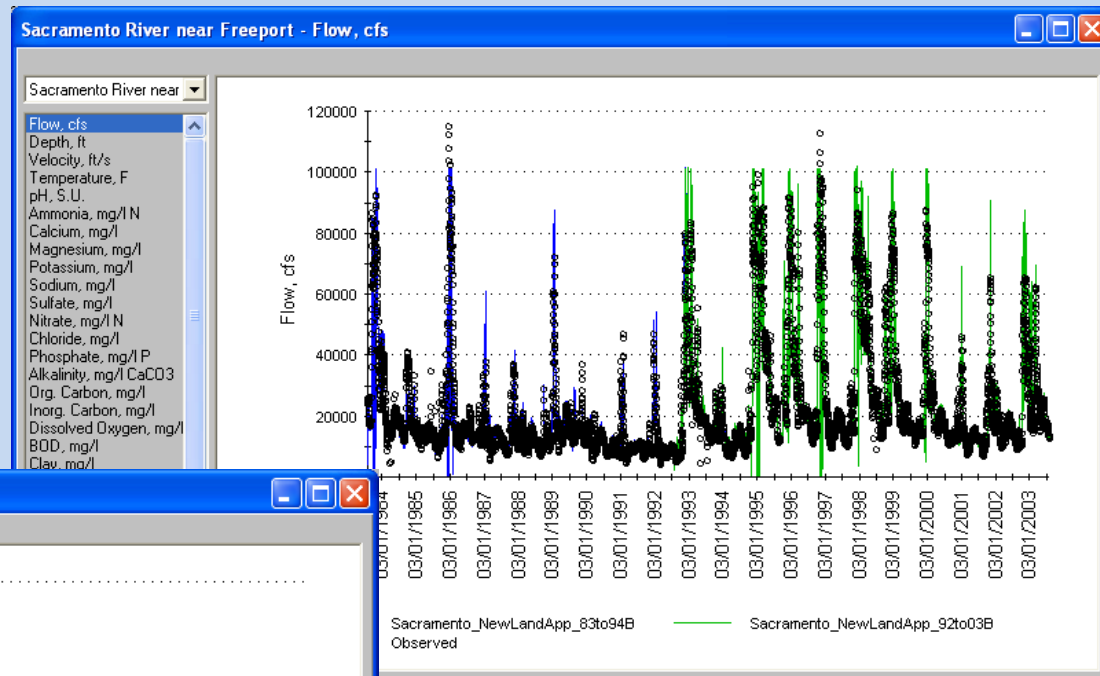 Sacramento River near Freeport - Flow, cfs
Sacramento River near
Flow, cfs
Depth, ft
Velocity, ft/s
Temperature, F
pH, S.U.
Ammonia, mg/l N
Calcium, mg/l
Magnesium, mg/l
Potassium, mg/l
Sodium, mg/l
Sulfate, mg/l
Nitrate, mg/l N
Chloride, mg/l
Phosphate, mg/l P
Alkalinity, mg/l CaCO3
Org. Carbon, mg/l
Inorg. Carbon, mg/l
Dissolved Oxygen, mg/l
BOD, mg/l
Clay, mg/l
Flow, cfs
120000
100000
80000
60000
40000
20000
03/01/1984
03/01/1985
03/01/1986
03/01/1987
03/01/1988
03/01/1989
03/01/1990
03/01/1991
03/01/1992
03/01/1993
03/01/1994
03/01/1995
03/01/1996
03/01/1997
03/01/1998
03/01/1999
03/01/2000
03/01/2001
03/01/2002
03/01/2003
Sacramento_NewLandApp_83to94B
Sacramento_NewLandApp_92to03B
Observed